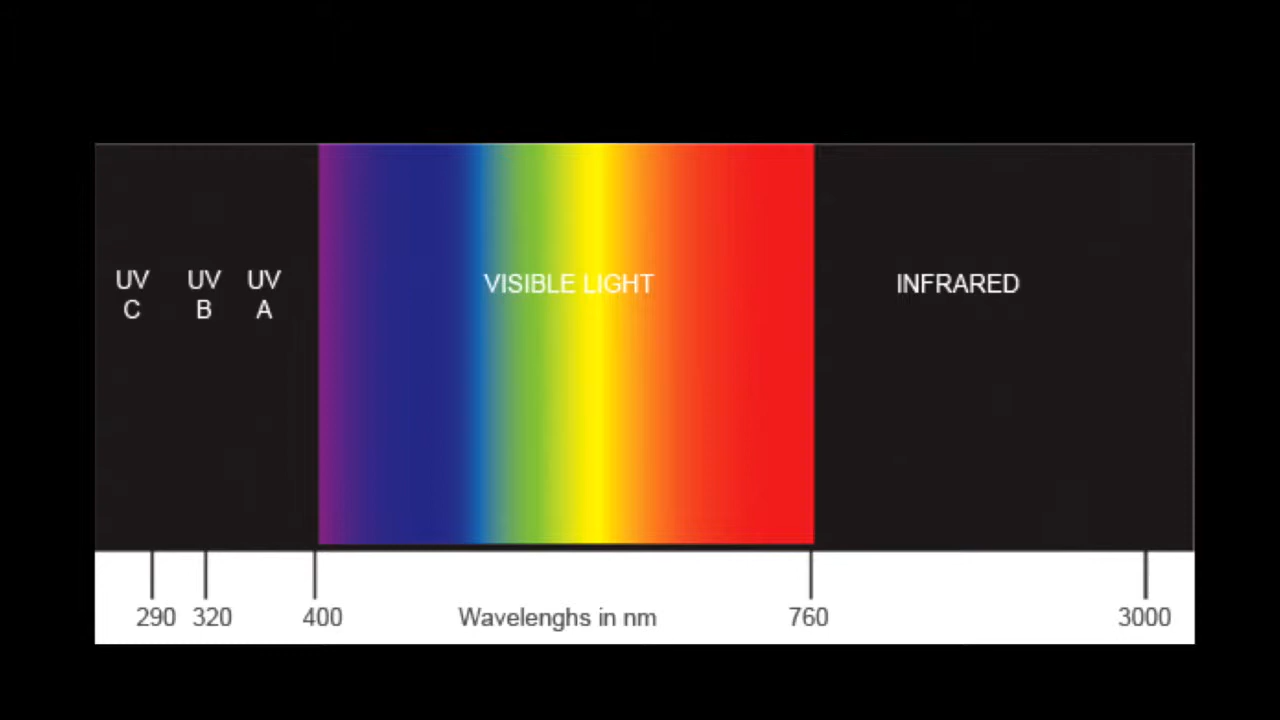 UV UV UV
C B A
VISIBLE LIGHT
INFRARED
290 320 400 Wavelenghs in nm 760 3000